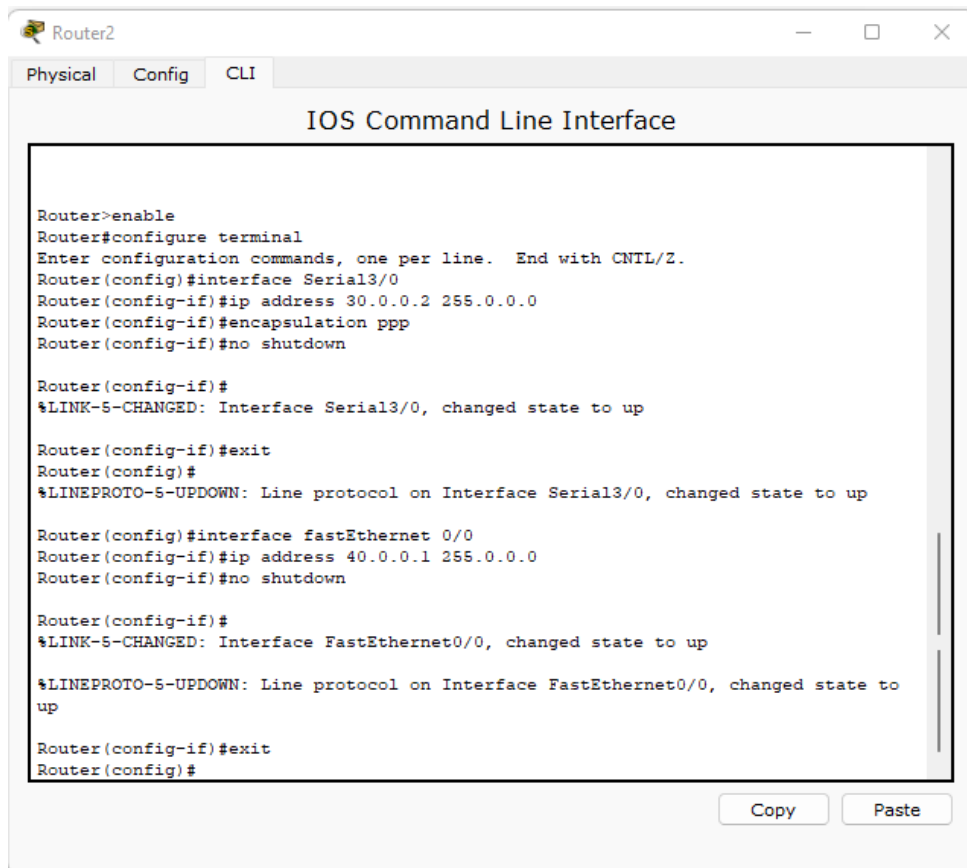 Router2
Physical Config CLI
IOS Command Line Interface
Router>enable
Router#configure terminal
Enter configuration commands, one per line.  End with CNTL/Z.
Router(config)#interface Serial3/0
Router(config-if)#ip address 30.0.0.2 255.0.0.0
Router(config-if)#encapsulation ppp
Router(config-if)#no shutdown
Router(config-if)#
%LINK-5-CHANGED: Interface Serial3/0, changed state to up
Router(config-if)#exit
Router(config)#
%LINEPROTO-5-UPDOWN: Line protocol on Interface Serial3/0, changed state to up
Router(config)#interface fastEthernet 0/0
Router(config-if)#ip address 40.0.0.1 255.0.0.0
Router(config-if)#no shutdown
Router(config-if)#
%LINK-5-CHANGED: Interface FastEthernet0/0, changed state to up
%LINEPROTO-5-UPDOWN: Line protocol on Interface FastEthernet0/0, changed state to
up
Router(config-if)#exit
Router(config)#
Copy Paste